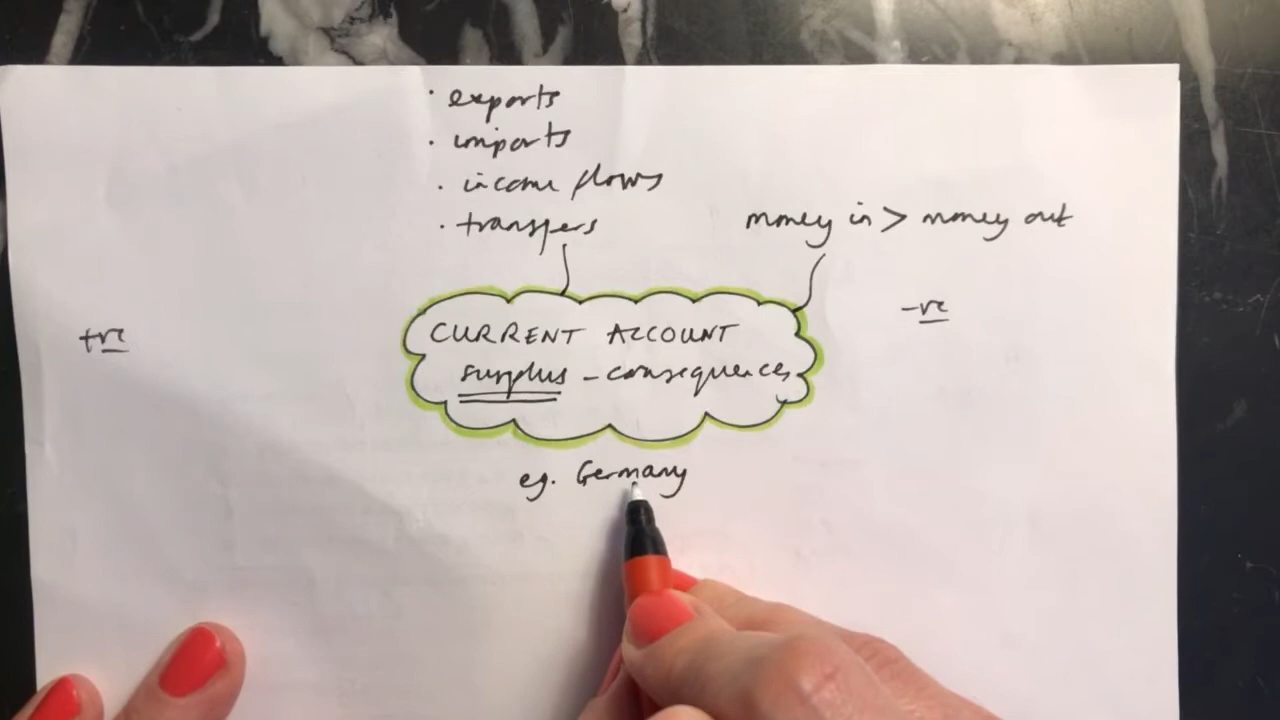 · exports
· imports
· income flows
· transfers
money in > money out
+ve
-ve
CURRENT ACCOUNT
surplus - consequences
eg. Germany